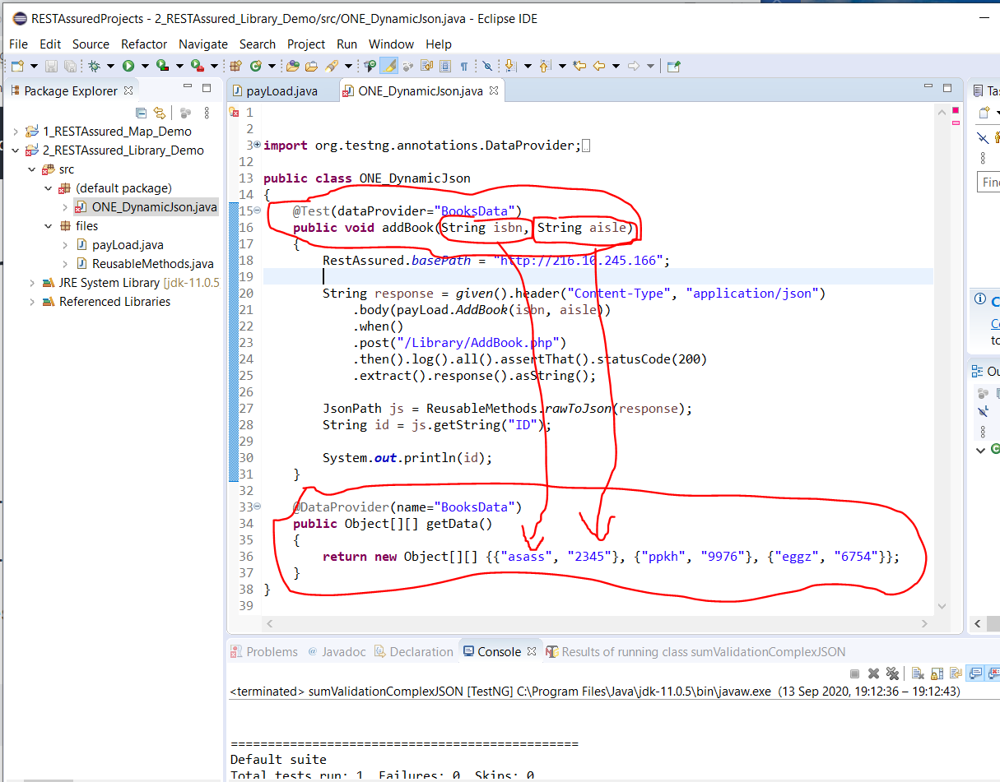 RESTAssuredProjects - 2_RESTAssured_Library_Demo/src/ONE_DynamicJson.java - Eclipse IDE
File Edit Source Refactor Navigate Search Project Run Window Help
Package Explorer
1_RESTAssured_Map_Demo
2_RESTAssured_Library_Demo
src
(default package)
ONE_DynamicJson.java
files
payLoad.java
ReusableMethods.java
JRE System Library [jdk-11.0.5
Referenced Libraries
payLoad.java ONE_DynamicJson.java
1
2
3 import org.testng.annotations.DataProvider;
12
13 public class ONE_DynamicJson
14 {
15 @Test(dataProvider="BooksData")
16 public void addBook(String isbn, String aisle)
17 {
18 RestAssured.basePath = "http://216.10.245.166";
19
20 String response = given().header("Content-Type", "application/json")
21 .body(payLoad.AddBook(isbn, aisle))
22 .when()
23 .post("/Library/AddBook.php")
24 .then().log().all().assertThat().statusCode(200)
25 .extract().response().asString();
26
27 JsonPath js = ReusableMethods.rawToJson(response);
28 String id = js.getString("ID");
29
30 System.out.println(id);
31 }
32
33 @DataProvider(name="BooksData")
34 public Object[][] getData()
35 {
36 return new Object[][] {{"asass", "2345"}, {"ppkh", "9976"}, {"eggz", "6754"}};
37 }
38 }
39
Problems @ Javadoc Declaration Console Results of running class sumValidationComplexJSON
<terminated> sumValidationComplexJSON [TestNG] C:\Program Files\Java\jdk-11.0.5\bin\javaw.exe (13 Sep 2020, 19:12:36 – 19:12:43)
===============================================
Default suite
Total tests run: 1, Failures: 0, Skips: 0
Tas
Fin
C
Co
to
Ou